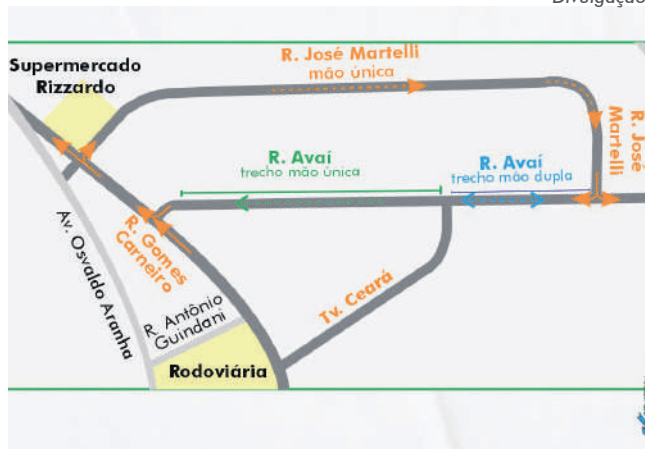 Divulgação
Supermercado
Rizzardo
R. José Martelli
mão única
R. José
Martelli
R. Avaí
trecho mão única
R. Avaí
trecho mão dupla
Av. Osvaldo Aranha
R. Gomes
Carneiro
R. Antônio
Guindani
Tv. Ceará
Rodoviária